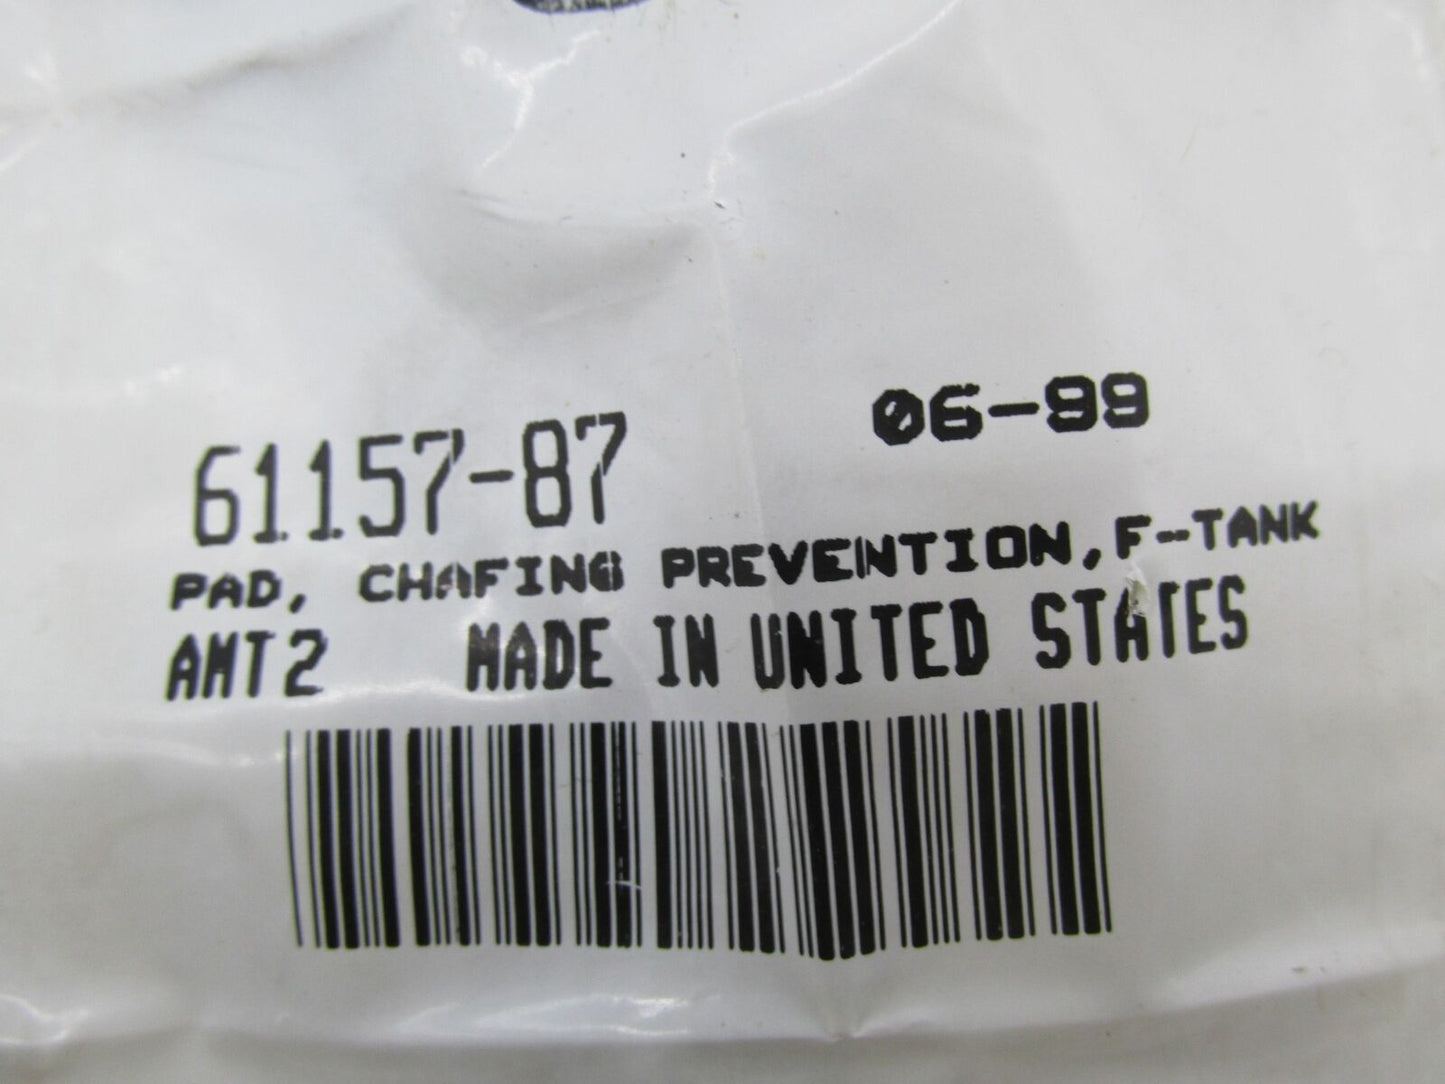 61157-87 06-99
PAD, CHAFING PREVENTION,F-TANK
AMT2 MADE IN UNITED STATES